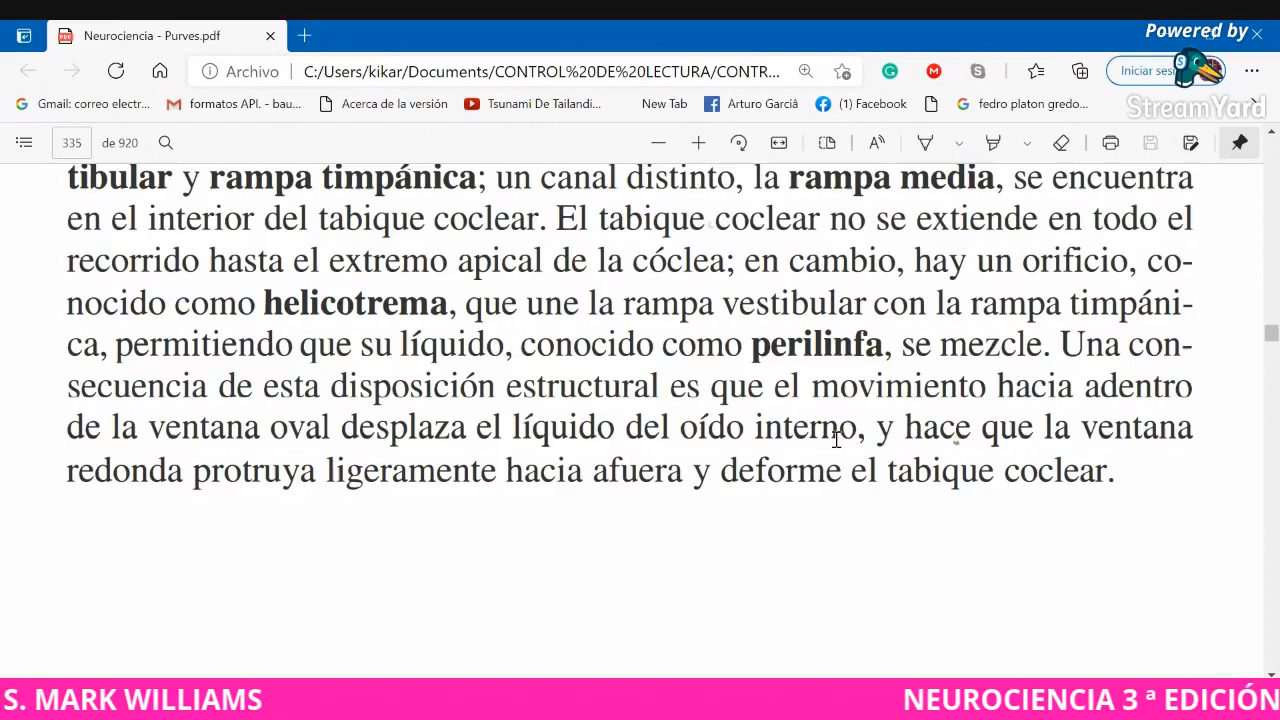 Powered by
Neurociencia - Purves.pdf
Archivo
C:/Users/kikar/Documents/CONTROL%20DE%20LECTURA/CONTR...
Iniciar sesi
StreamYard
Gmail: correo electr...
formatos API. - bau...
Acerca de la versió
Tsunami De Tailandi...
New Tab
Arturo Garciâ
(1) Facebook
fedro platon gredo...
335
de 920
tibular y rampa timpánica; un canal distinto, la rampa media, se encuentra
en el interior del tabique coclear. El tabique coclear no se extiende en todo el
recorrido hasta el extremo apical de la cóclea; en cambio, hay un orificio, co-
nocido como helicotrema, que une la rampa vestibular con la rampa timpáni-
ca, permitiendo que su líquido, conocido como perilinfa, se mezcle. Una con-
secuencia de esta disposición estructural es que el movimiento hacia adentro
de la ventana oval desplaza el líquido del oído interno, y hace que la ventana
redonda protruya ligeramente hacia afuera y deforme el tabique coclear.
S. MARK WILLIAMS
NEUROCIENCIA 3 ª EDICIÓN